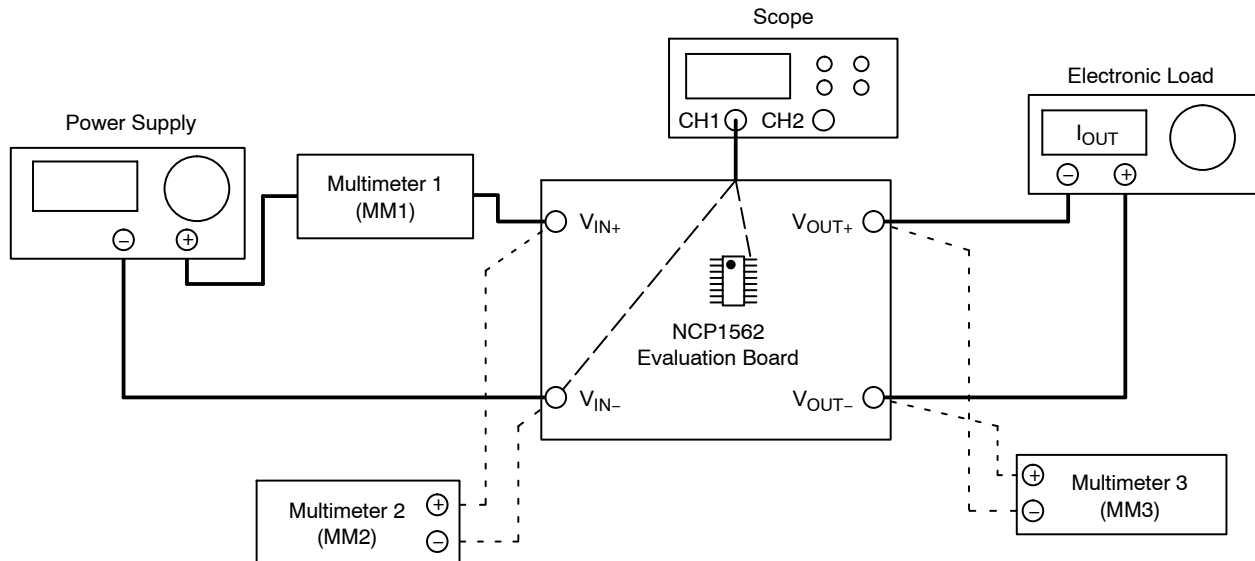 Scope
CH1
CH2
Electronic Load
I_OUT
−
+
Power Supply
−
+
Multimeter 1
(MM1)
V_IN+
V_OUT+
NCP1562
Evaluation Board
V_IN−
V_OUT−
Multimeter 2
(MM2)
+
−
Multimeter 3
(MM3)
+
−